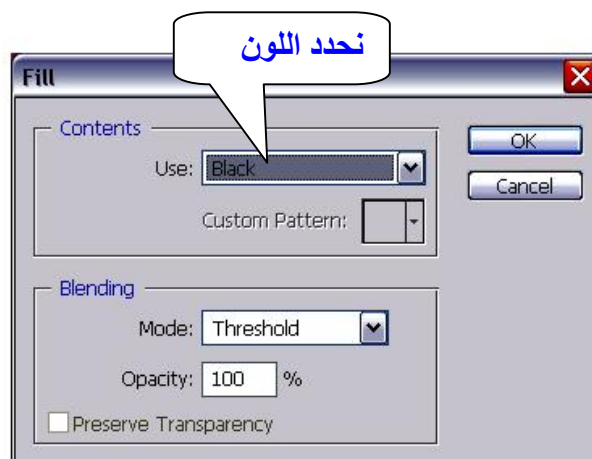 نحدد اللون
Fill
Contents
Use: Black
Custom Pattern:
OK
Cancel
Blending
Mode: Threshold
Opacity: 100 %
Preserve Transparency